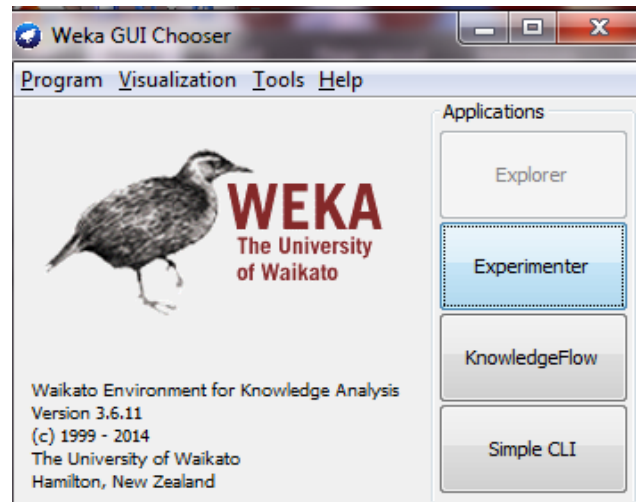 Weka GUI Chooser
Program Visualization Tools Help
Applications
Explorer
WEKA
The University
of Waikato
Experimenter
KnowledgeFlow
Waikato Environment for Knowledge Analysis
Version 3.6.11
(c) 1999 - 2014
The University of Waikato
Hamilton, New Zealand
Simple CLI